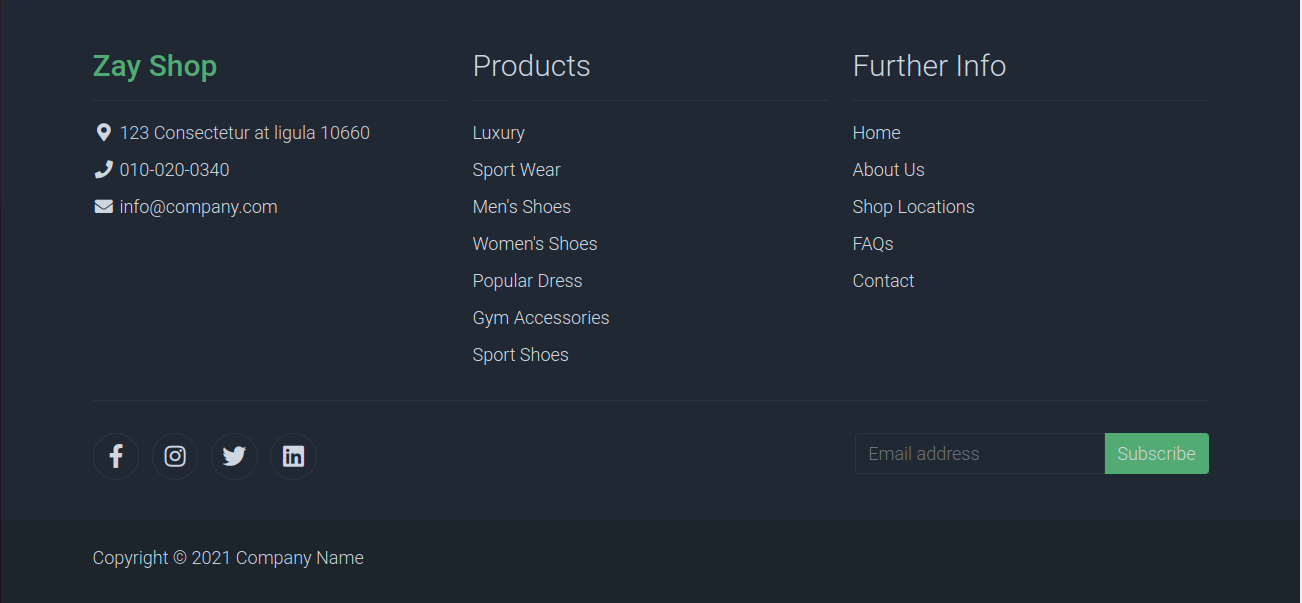 Zay Shop
123 Consectetur at ligula 10660
010-020-0340
info@company.com
Products
Luxury
Sport Wear
Men's Shoes
Women's Shoes
Popular Dress
Gym Accessories
Sport Shoes
Further Info
Home
About Us
Shop Locations
FAQs
Contact
Email address
Subscribe
Copyright © 2021 Company Name